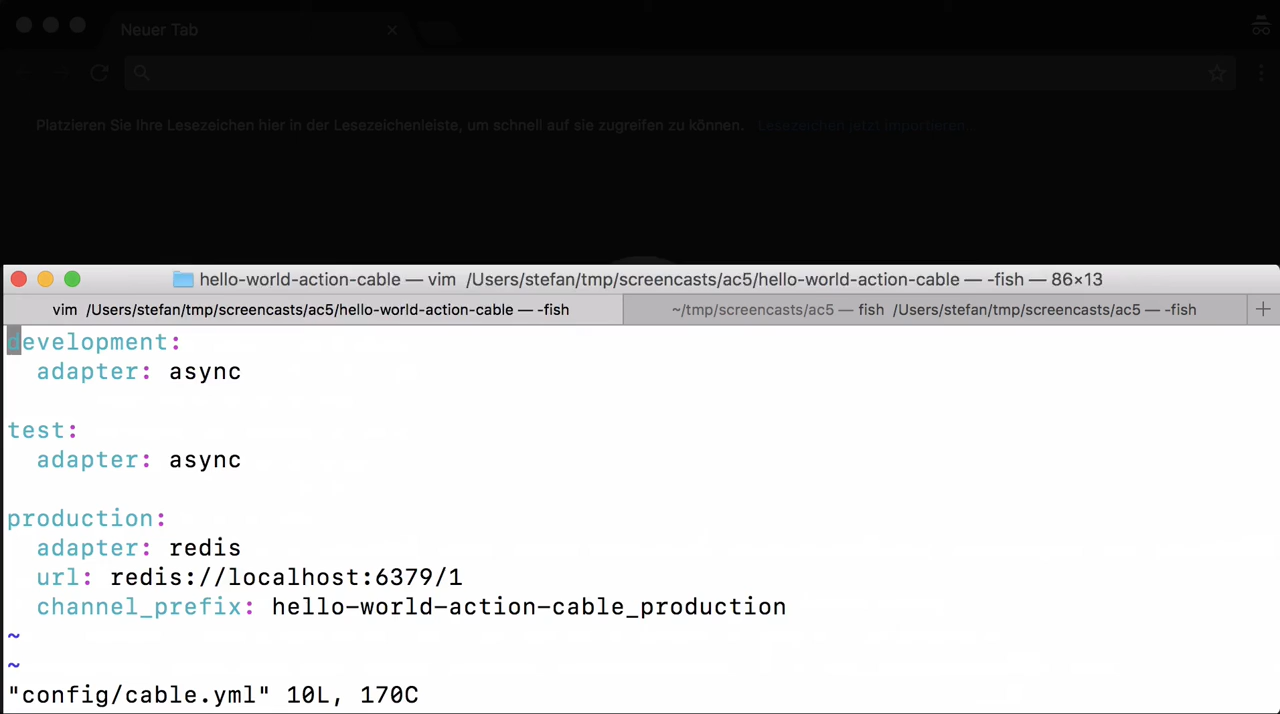 Neuer Tab
Platzieren Sie Ihre Lesezeichen hier in der Lesezeichenleiste, um schnell auf sie zugreifen zu können. Lesezeichen jetzt importieren...
hello-world-action-cable — vim /Users/stefan/tmp/screencasts/ac5/hello-world-action-cable — -fish — 86×13
vim /Users/stefan/tmp/screencasts/ac5/hello-world-action-cable — -fish
~/tmp/screencasts/ac5 — fish /Users/stefan/tmp/screencasts/ac5 — -fish
development:
  adapter: async
test:
  adapter: async
production:
  adapter: redis
  url: redis://localhost:6379/1
  channel_prefix: hello-world-action-cable_production
~
~
"config/cable.yml" 10L, 170C